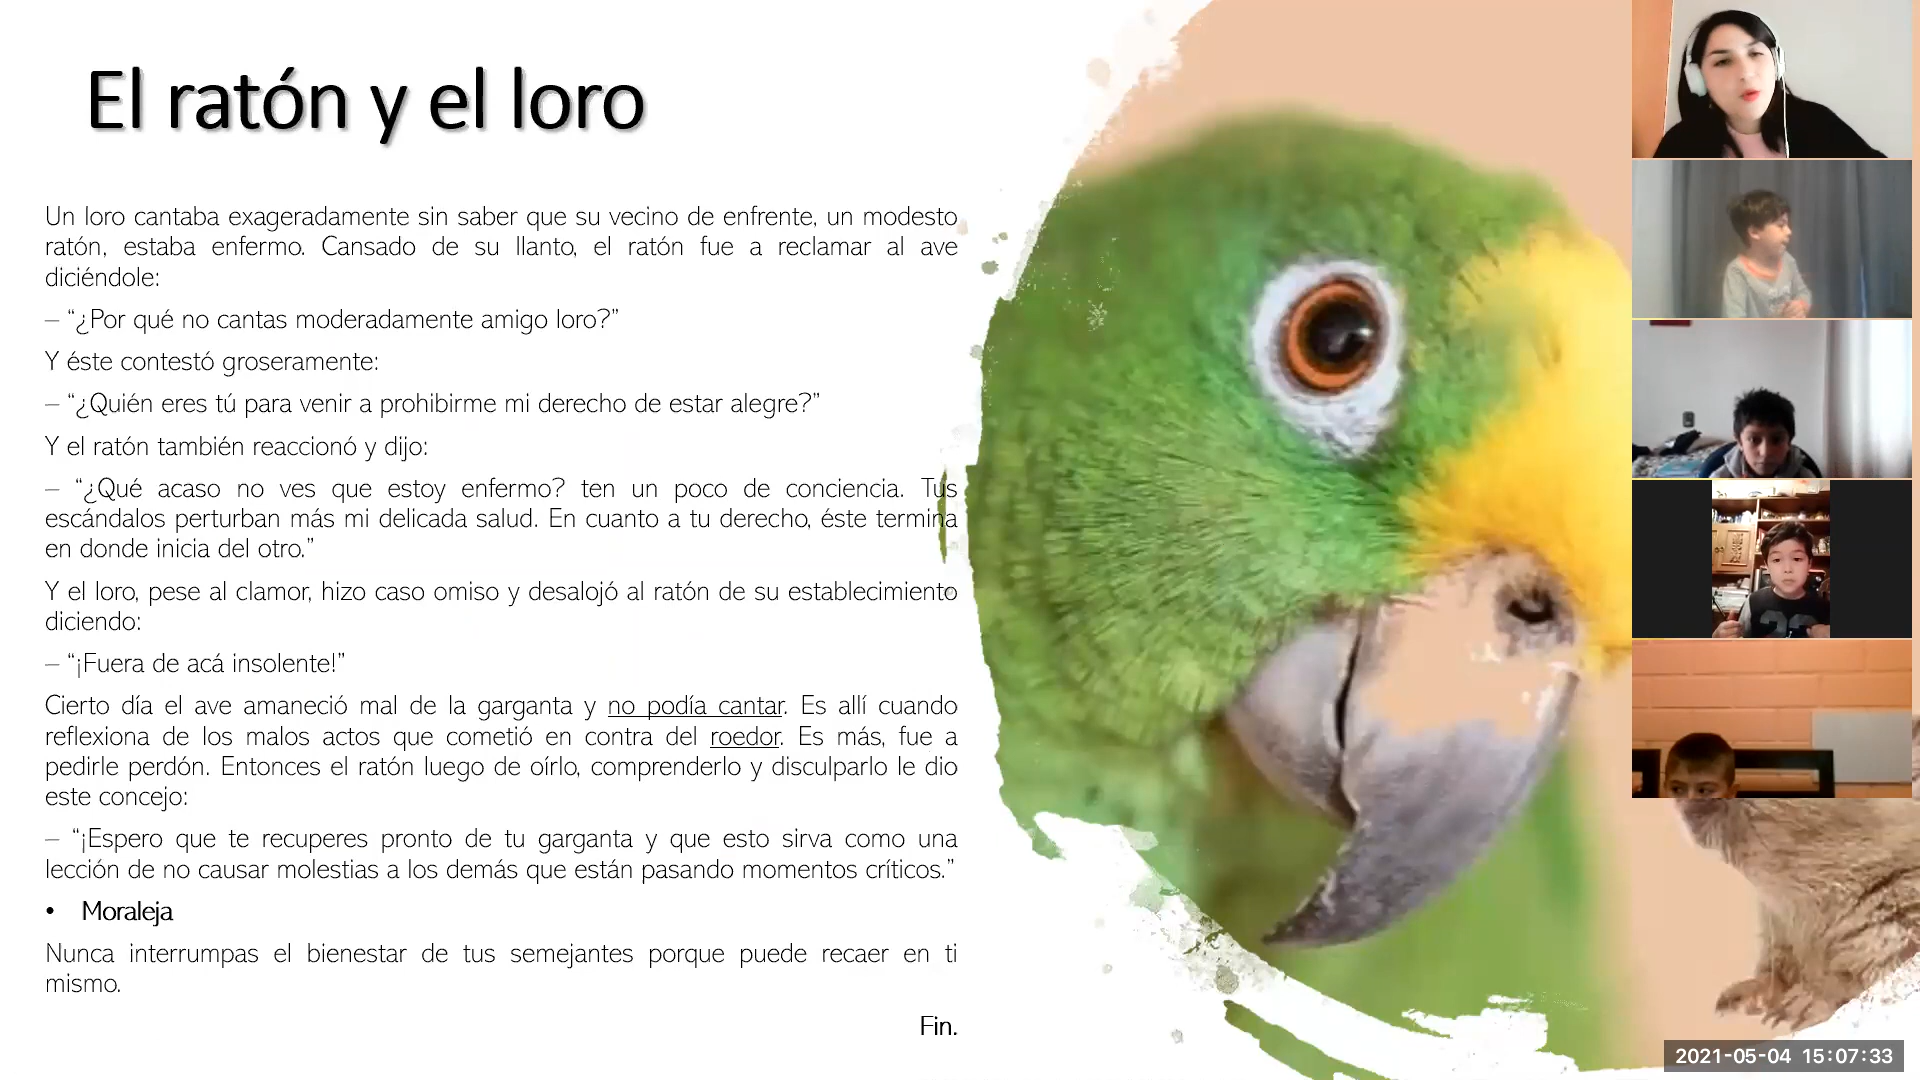 El ratón y el loro
Un loro cantaba exageradamente sin saber que su vecino de enfrente, un modesto
ratón, estaba enfermo. Cansado de su llanto, el ratón fue a reclamar al ave
diciéndole:
– “¿Por qué no cantas moderadamente amigo loro?”
Y éste contestó groseramente:
– “¿Quién eres tú para venir a prohibirme mi derecho de estar alegre?”
Y el ratón también reaccionó y dijo:
– “¿Qué acaso no ves que estoy enfermo? ten un poco de conciencia. Tus
escándalos perturban más mi delicada salud. En cuanto a tu derecho, éste termina
en donde inicia del otro.”
Y el loro, pese al clamor, hizo caso omiso y desalojó al ratón de su establecimiento
diciendo:
– “¡Fuera de acá insolente!”
Cierto día el ave amaneció mal de la garganta y no podía cantar. Es allí cuando
reflexiona de los malos actos que cometió en contra del roedor. Es más, fue a
pedirle perdón. Entonces el ratón luego de oírlo, comprenderlo y disculparlo le dio
este concejo:
– “¡Espero que te recuperes pronto de tu garganta y que esto sirva como una
lección de no causar molestias a los demás que están pasando momentos críticos.”
• Moraleja
Nunca interrumpas el bienestar de tus semejantes porque puede recaer en ti
mismo.
Fin.
2021-05-04 15:07:33